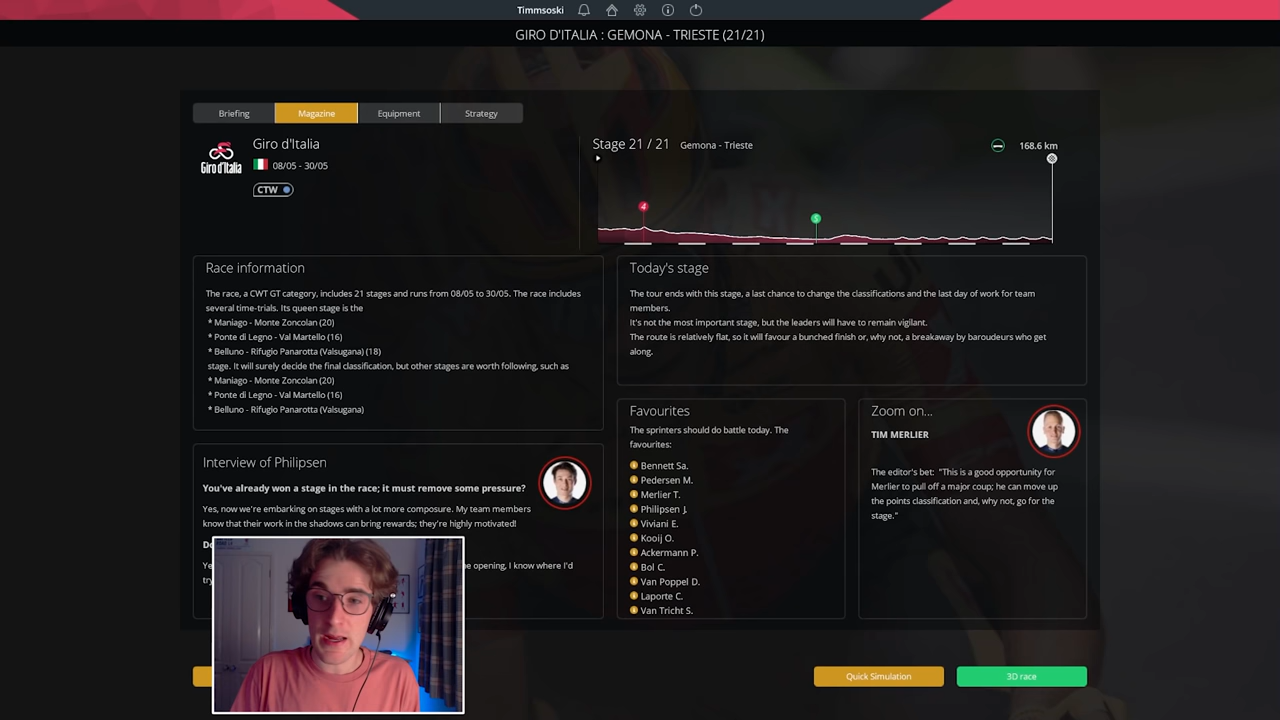 Timmsoski
GIRO D'ITALIA : GEMONA - TRIESTE (21/21)
Briefing
Magazine
Equipment
Strategy
Giro d'Italia
Giro d'Italia
08/05 - 30/05
CTW
Stage 21 / 21
Gemona - Trieste
168.6 km
4
S
Race information
The race, a CWT GT category, includes 21 stages and runs from 08/05 to 30/05. The race includes
several time-trials. Its queen stage is the
* Maniago - Monte Zoncolan (20)
* Ponte di Legno - Val Martello (16)
* Belluno - Rifugio Panarotta (Valsugana) (18)
stage. It will surely decide the final classification, but other stages are worth following, such as
* Maniago - Monte Zoncolan (20)
* Ponte di Legno - Val Martello (16)
* Belluno - Rifugio Panarotta (Valsugana)
Today's stage
The tour ends with this stage, a last chance to change the classifications and the last day of work for team
members.
It's not the most important stage, but the leaders will have to remain vigilant.
The route is relatively flat, so it will favour a bunched finish or, why not, a breakaway by baroudeurs who get
along.
Interview of Philipsen
You've already won a stage in the race; it must remove some pressure?
Yes, now we're embarking on stages with a lot more composure. My team members
know that their work in the shadows can bring rewards; they're highly motivated!
opening, I know where I'd
Favourites
The sprinters should do battle today. The
favourites:
Bennett Sa.
Pedersen M.
Merlier T.
Philipsen J.
Viviani E.
Kooij O.
Ackermann P.
Bol C.
Van Poppel D.
Laporte C.
Van Tricht S.
Zoom on...
TIM MERLIER
The editor's bet: "This is a good opportunity for
Merlier to pull off a major coup; he can move up
the points classification and, why not, go for the
stage."
Quick Simulation
3D race